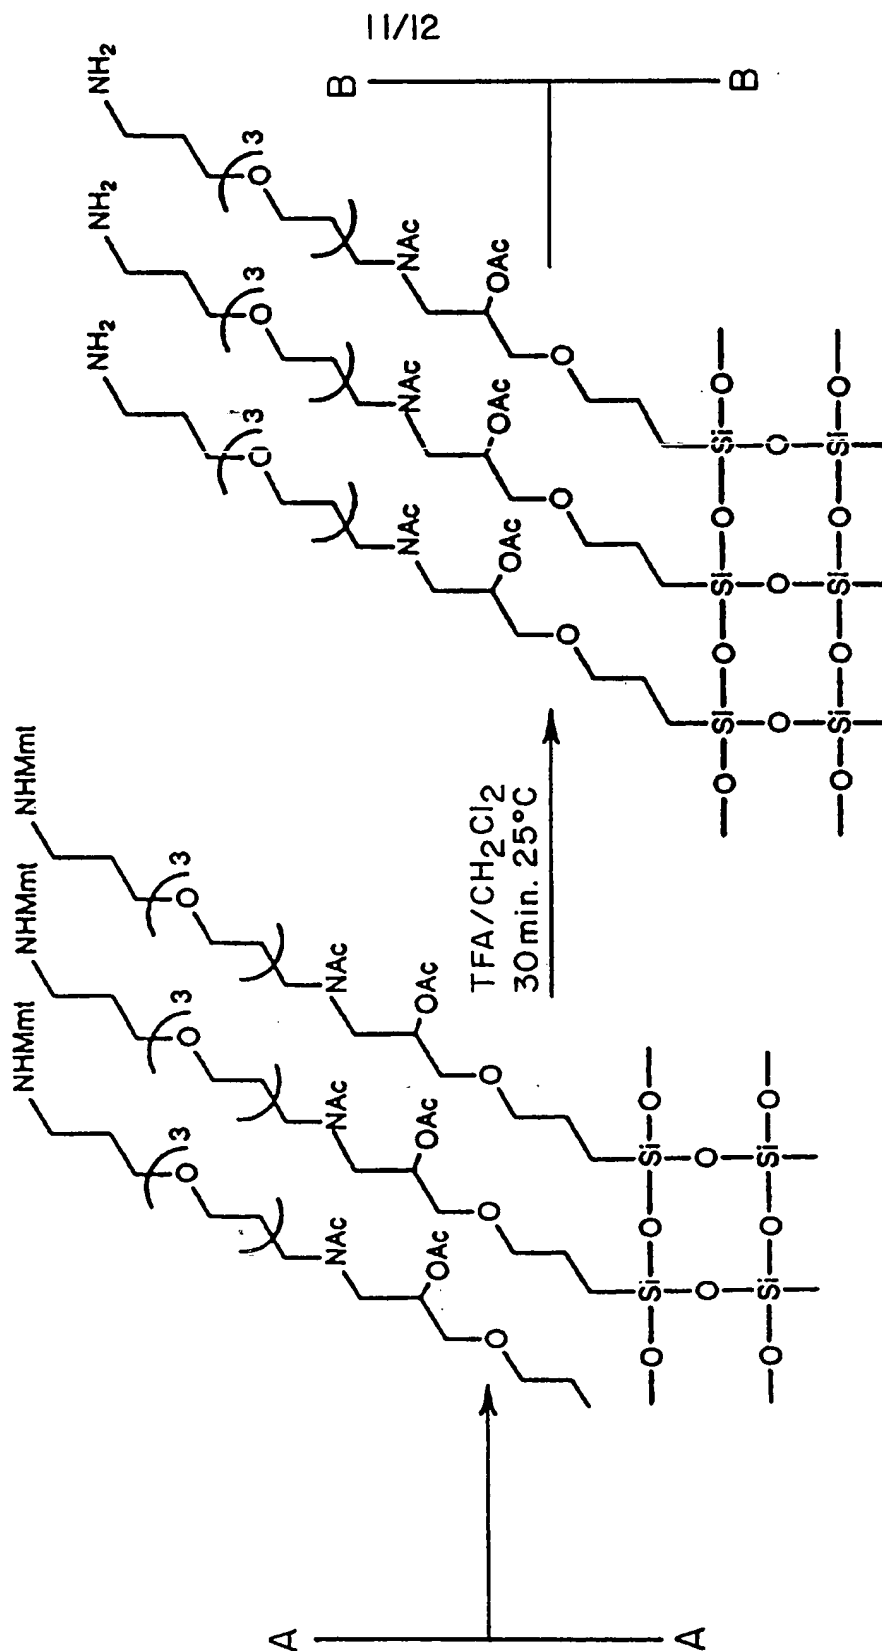 11/12
A
A
NHMmt
NHMmt
NHMmt
3
3
3
O
O
O
NAc
NAc
NAc
OAc
OAc
OAc
O
O
O
—O—Si—O—Si—O—
O
O
—O—Si—O—Si—O—
TFA/CH2Cl2
30 min. 25°C
NH2
NH2
NH2
3
3
3
O
O
O
NAc
NAc
NAc
OAc
OAc
OAc
O
O
O
—O—Si—O—Si—O—Si—O—
O
O
O
—O—Si—O—Si—O—Si—O—
B
B